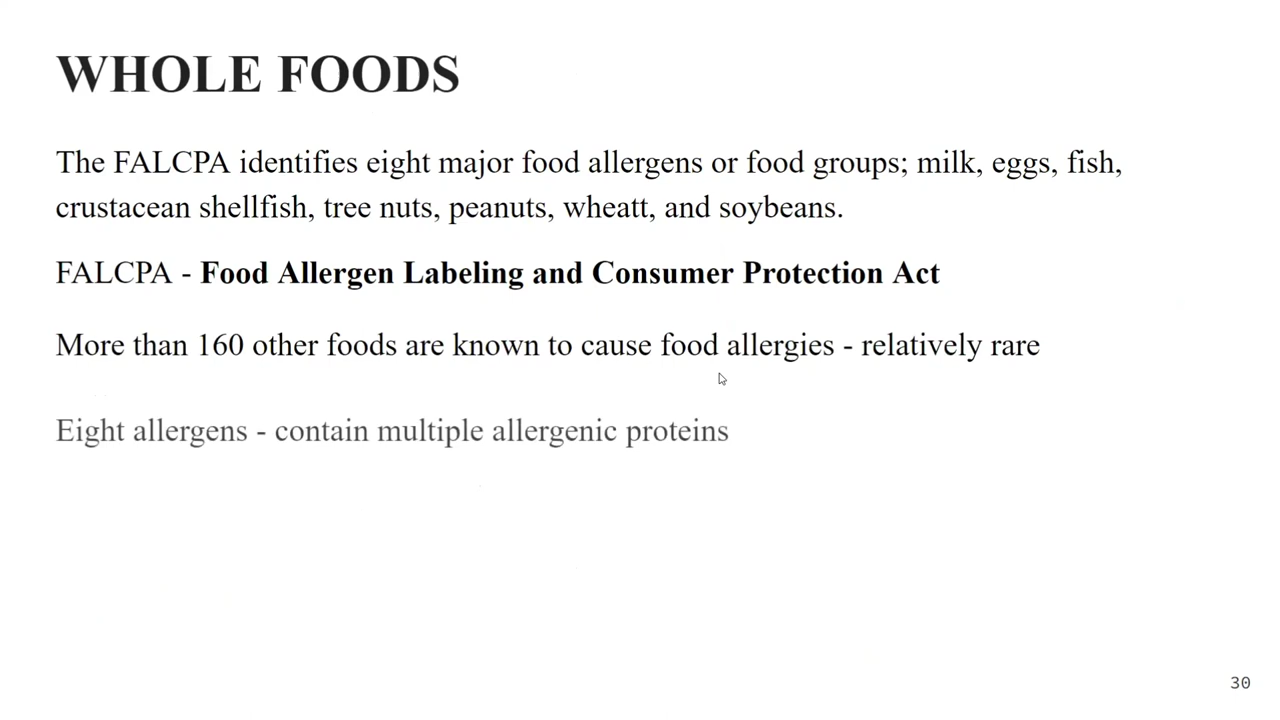 WHOLE FOODS
The FALCPA identifies eight major food allergens or food groups; milk, eggs, fish,
crustacean shellfish, tree nuts, peanuts, wheatt, and soybeans.
FALCPA - Food Allergen Labeling and Consumer Protection Act
More than 160 other foods are known to cause food allergies - relatively rare
Eight allergens - contain multiple allergenic proteins
30